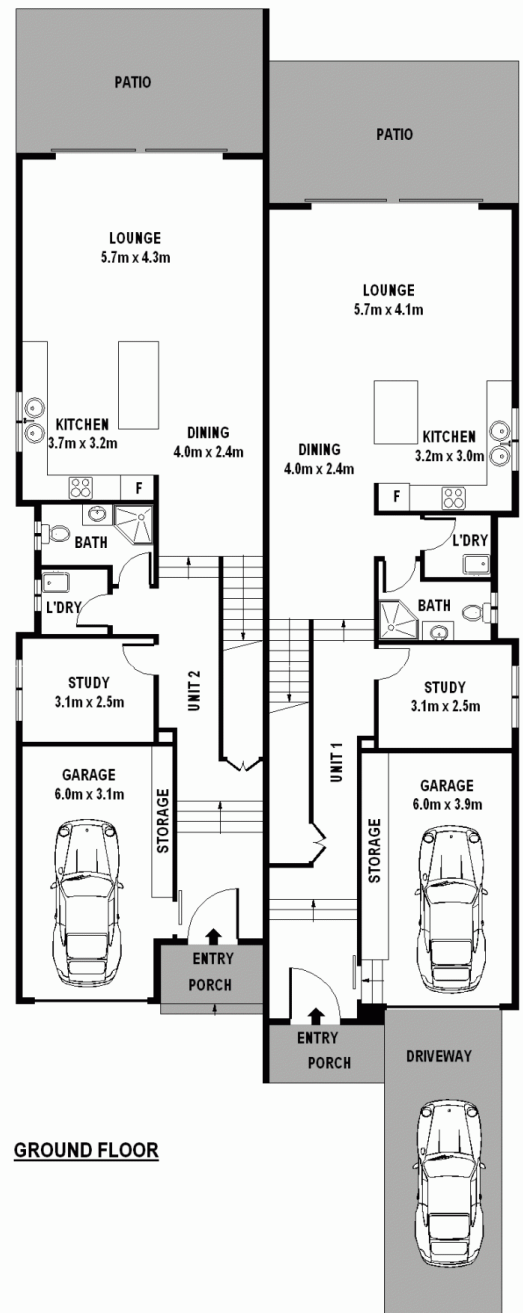 PATIO
LOUNGE
5.7m x 4.3m
KITCHEN
3.7m x 3.2m
DINING
4.0m x 2.4m
F
BATH
L'DRY
STUDY
3.1m x 2.5m
UNIT 2
GARAGE
6.0m x 3.1m
STORAGE
ENTRY
PORCH
PATIO
LOUNGE
5.7m x 4.1m
KITCHEN
3.2m x 3.0m
DINING
4.0m x 2.4m
F
L'DRY
BATH
STUDY
3.1m x 2.5m
UNIT 1
GARAGE
6.0m x 3.9m
STORAGE
ENTRY
PORCH
DRIVEWAY
GROUND FLOOR